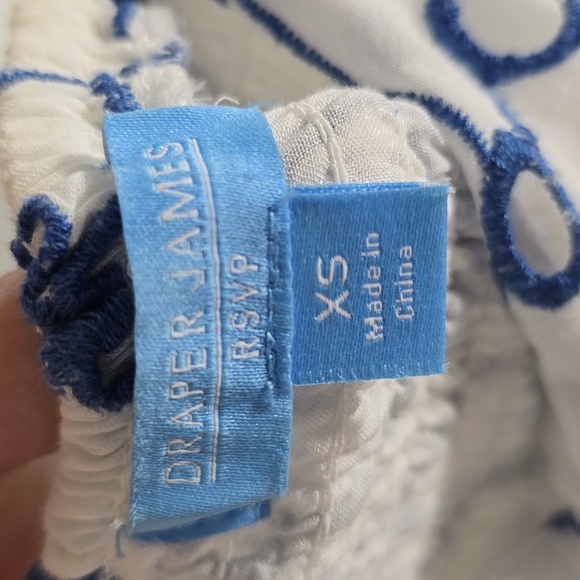 DRAPER JAMES
RSVP
XS
Made in
China